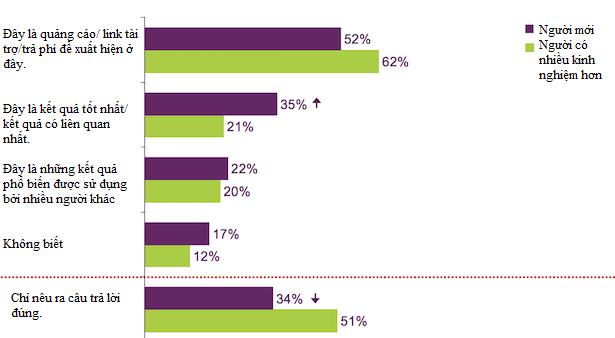 Đây là quảng cáo/ link tài
trợ/trả phí để xuất hiện ở
đây.
52%
62%
Người mới
Người có
nhiều kinh
nghiệm hơn
Đây là kết quả tốt nhất/
kết quả có liên quan
nhất.
35%
21%
Đây là những kết quả
phổ biến được sử dụng
bởi nhiều người khác
22%
20%
Không biết
17%
12%
Chỉ nêu ra câu trả lời
đúng.
34%
51%